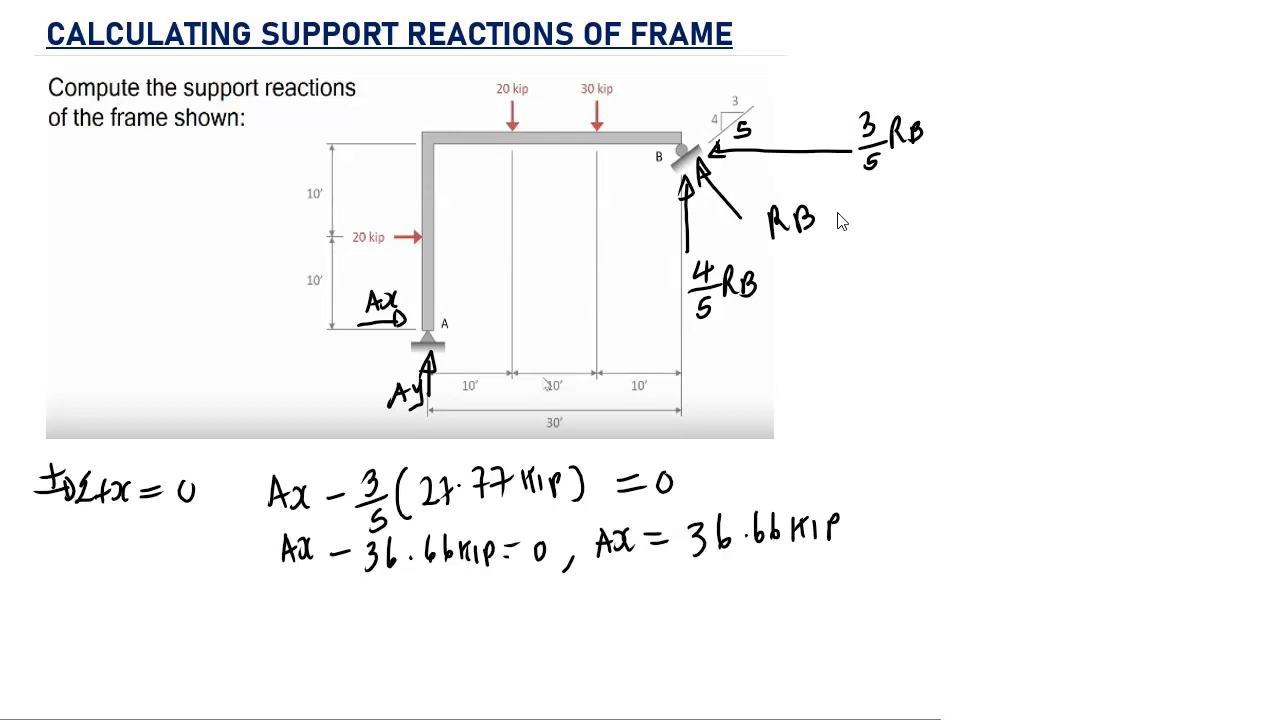 CALCULATING SUPPORT REACTIONS OF FRAME
Compute the support reactions
of the frame shown:
20 kip
30 kip
3
4
5
B
3/5 RB
10'
RB
20 kip
4/5 RB
10'
Ax
A
Ay
10'
10'
10'
30'
Σfx = 0
Ax - 3/5 (27.77 KIP) = 0
Ax - 36.66 KIP = 0, Ax = 36.66 KIP